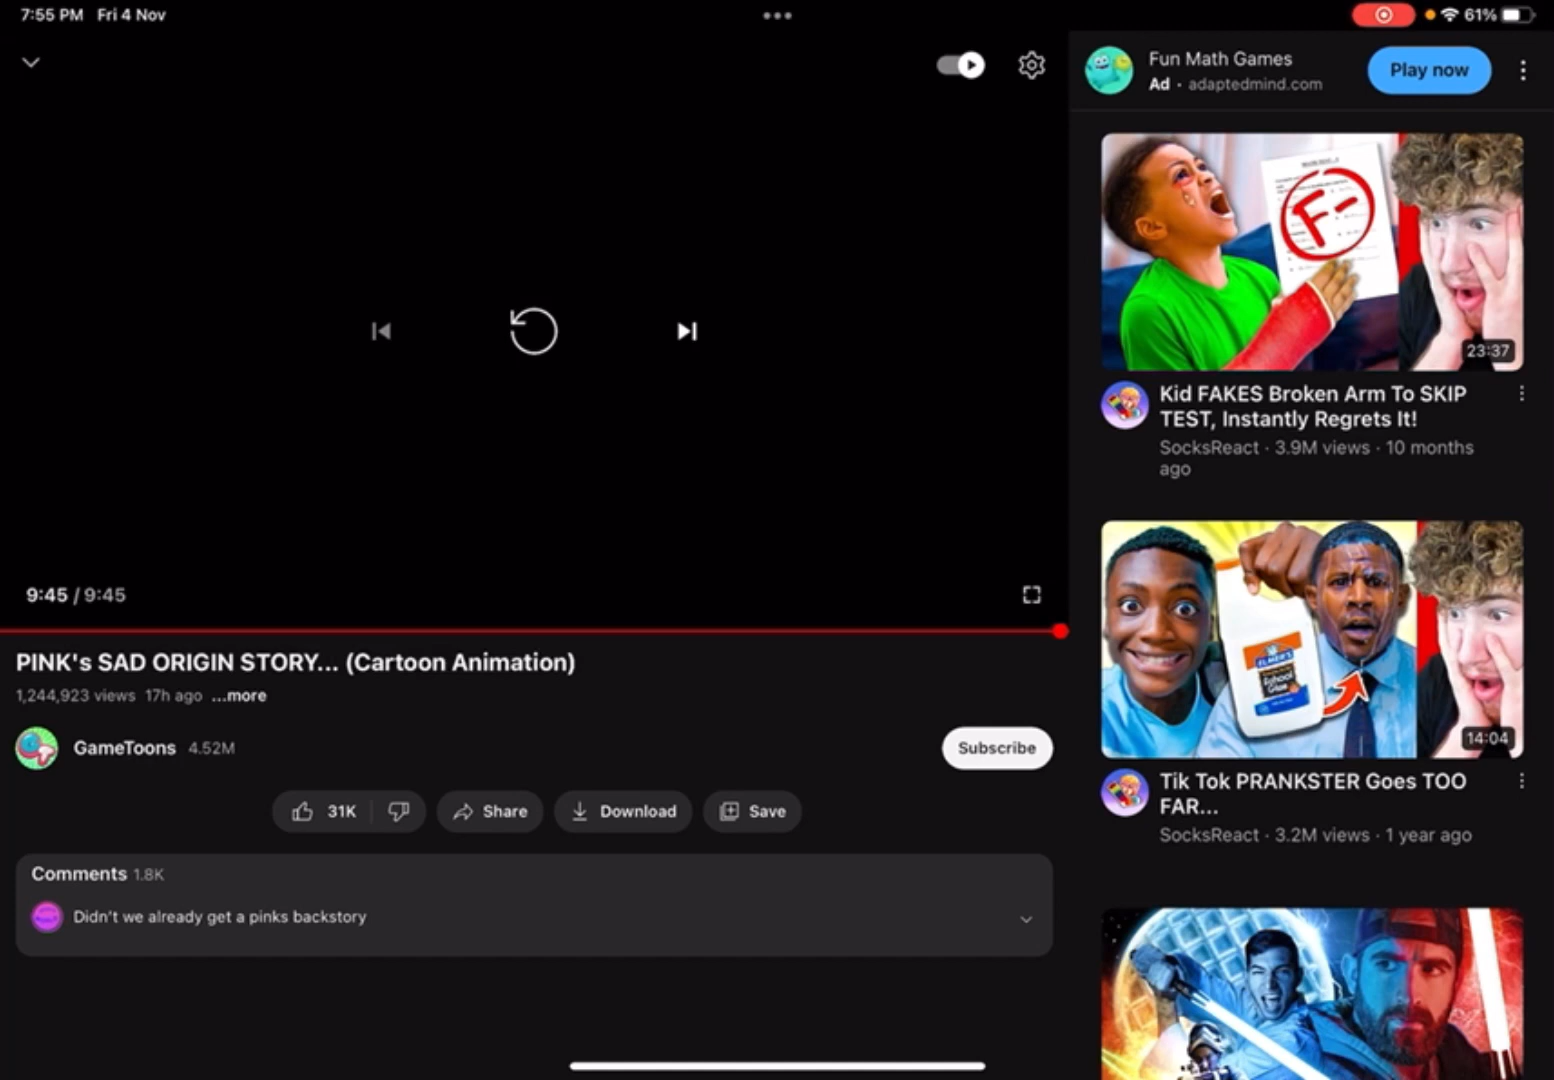 7:55 PM Fri 4 Nov
61%
Fun Math Games
Ad · adaptedmind.com
Play now
F-
23:37
Kid FAKES Broken Arm To SKIP
TEST, Instantly Regrets It!
SocksReact · 3.9M views · 10 months
ago
9:45 / 9:45
PINK's SAD ORIGIN STORY... (Cartoon Animation)
1,244,923 views 17h ago ...more
GameToons 4.52M
Subscribe
31K
Share
Download
Save
Comments 1.8K
Didn't we already get a pinks backstory
ELMER'S
School
Glue
14:04
Tik Tok PRANKSTER Goes TOO
FAR...
SocksReact · 3.2M views · 1 year ago